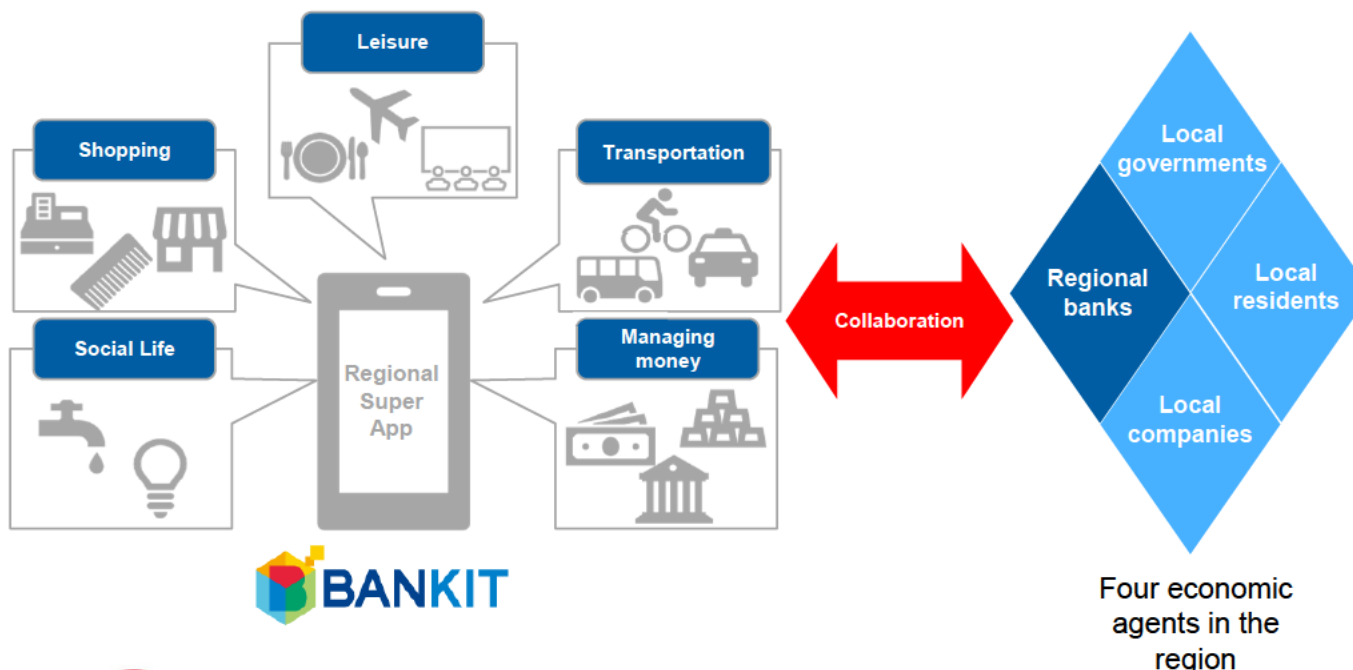 Leisure
Shopping
Transportation
Social Life
Managing
money
Regional
Super
App
BANKIT
Collaboration
Local
governments
Regional
banks
Local
residents
Local
companies
Four economic
agents in the
region